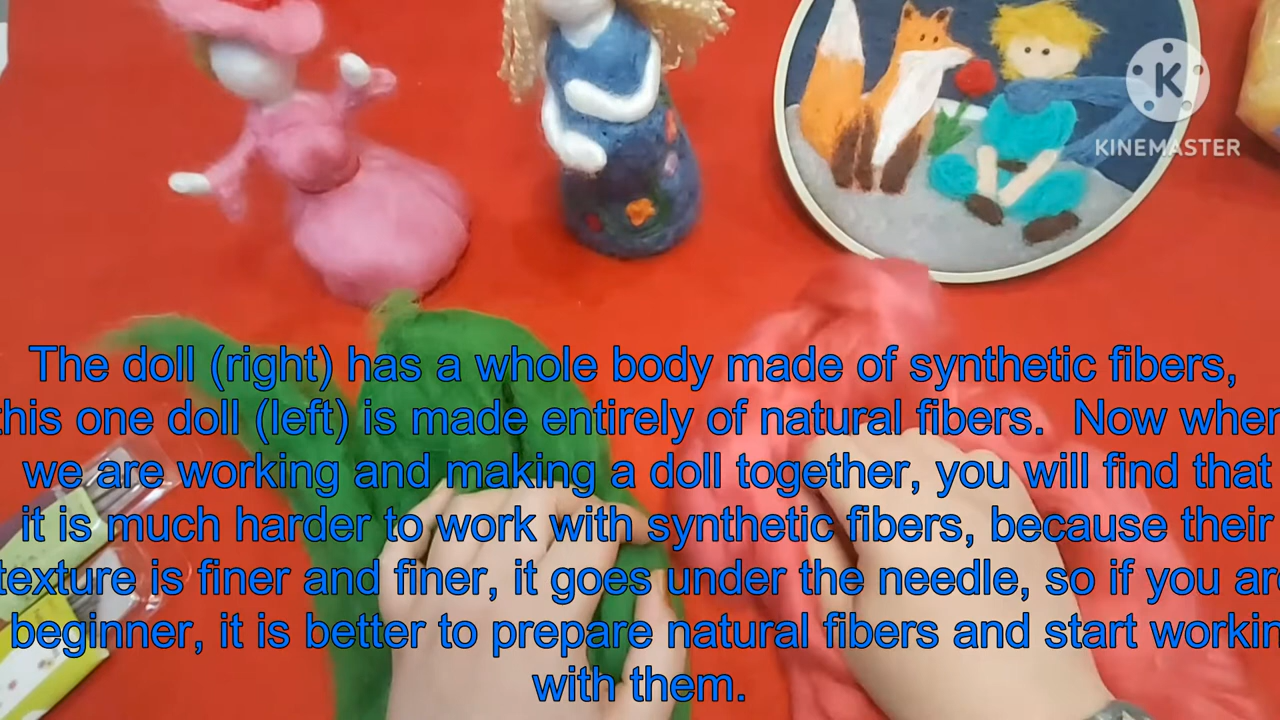 K
KINEMASTER
The doll (right) has a whole body made of synthetic fibers,
this one doll (left) is made entirely of natural fibers. Now when
we are working and making a doll together, you will find that
it is much harder to work with synthetic fibers, because their
texture is finer and finer, it goes under the needle, so if you are
beginner, it is better to prepare natural fibers and start working
with them.